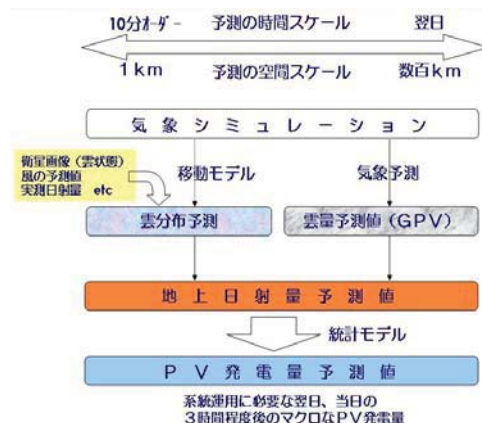 10分ｵｰﾀﾞｰ 予測の時間スケール 翌日
1km 予測の空間スケール 数百km
気象シミュレーション
衛星画像（雲状態）
風の予測値
実測日射量 etc
移動モデル 気象予測
雲分布予測 雲量予測値（GPV）
地上日射量予測値
統計モデル
PV発電量予測値
系統運用に必要な翌日、当日の
3時間程度後のマクロなPV発電量